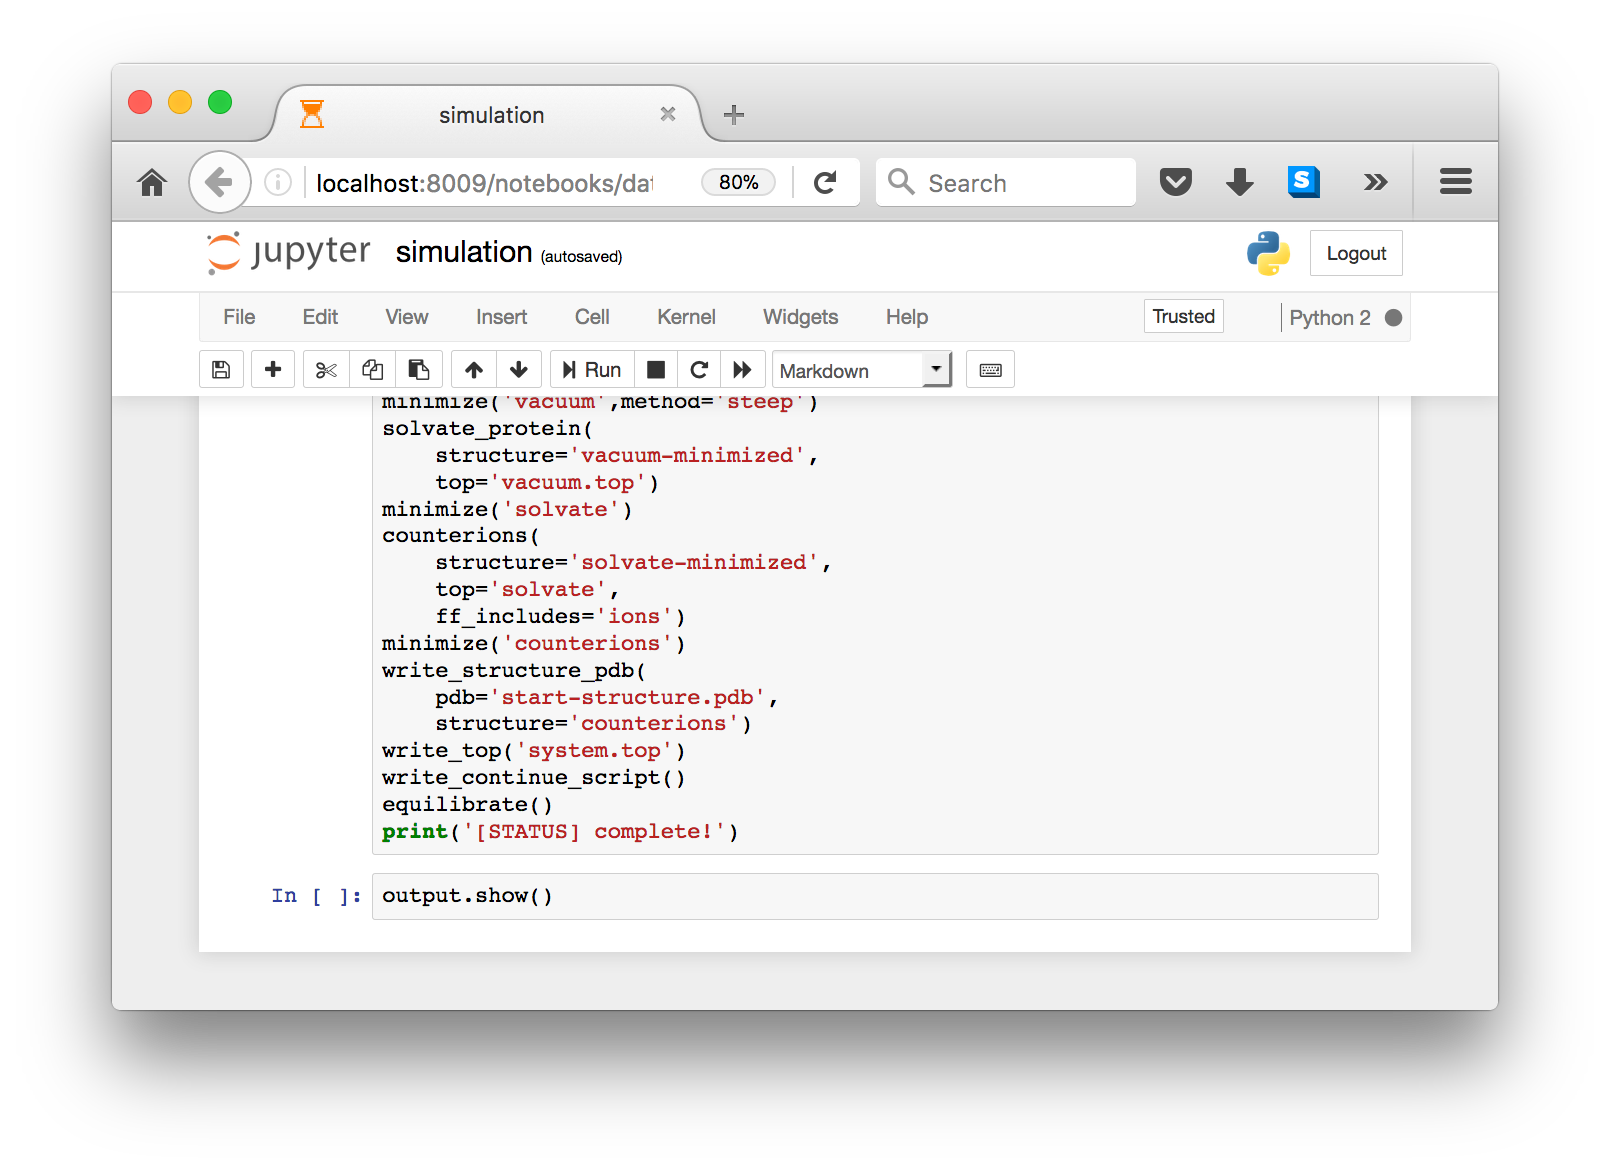 simulation
localhost:8009/notebooks/dat
80%
Search
S
jupyter simulation (autosaved)
Logout
File Edit View Insert Cell Kernel Widgets Help Trusted Python 2
Run Markdown
minimize('vacuum',method='steep')
solvate_protein(
    structure='vacuum-minimized',
    top='vacuum.top')
minimize('solvate')
counterions(
    structure='solvate-minimized',
    top='solvate',
    ff_includes='ions')
minimize('counterions')
write_structure_pdb(
    pdb='start-structure.pdb',
    structure='counterions')
write_top('system.top')
write_continue_script()
equilibrate()
print('[STATUS] complete!')
In [ ]: output.show()